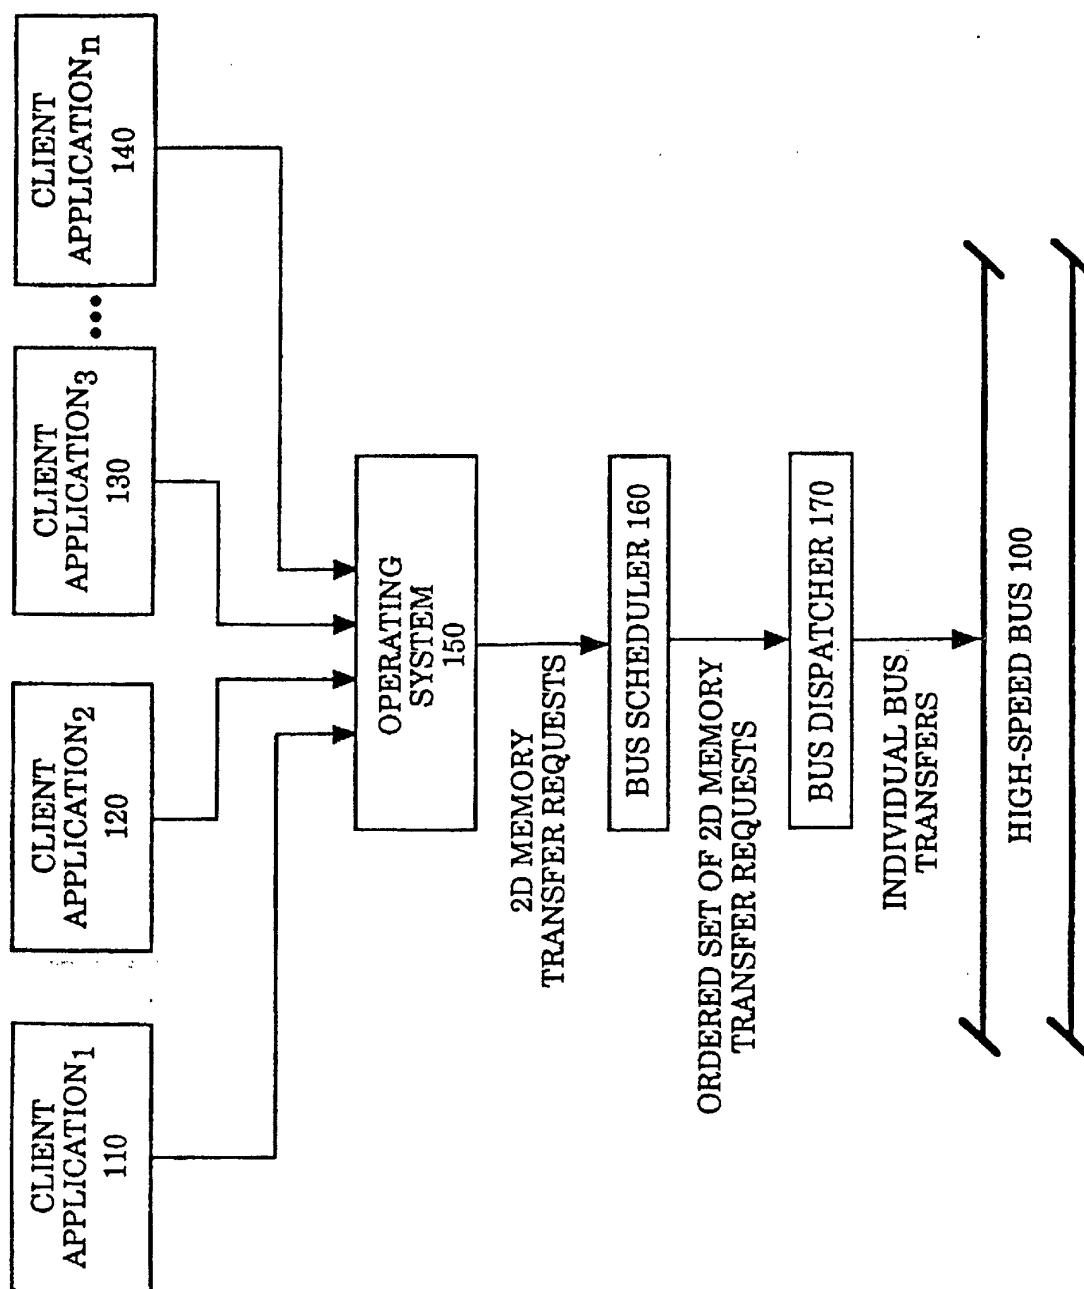 CLIENT
APPLICATION1
110
CLIENT
APPLICATION2
120
CLIENT
APPLICATION3
130
•••
CLIENT
APPLICATIONn
140
OPERATING
SYSTEM
150
2D MEMORY
TRANSFER REQUESTS
BUS SCHEDULER 160
ORDERED SET OF 2D MEMORY
TRANSFER REQUESTS
BUS DISPATCHER 170
INDIVIDUAL BUS
TRANSFERS
HIGH-SPEED BUS 100